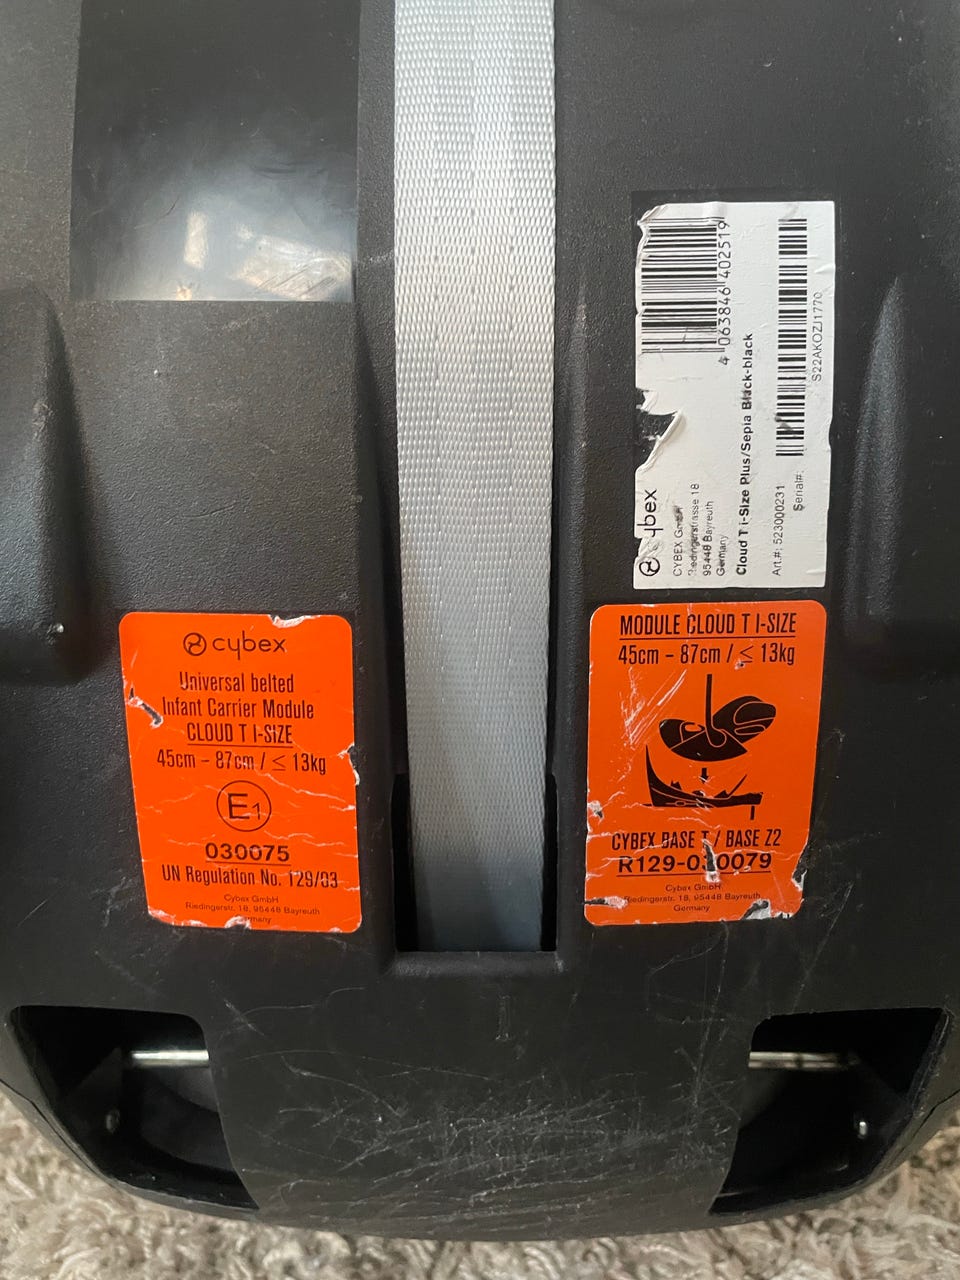 cybex
Universal belted
Infant Carrier Module
CLOUD T I-SIZE
45cm – 87cm / ≤ 13kg
E1
030075
UN Regulation No. 129/03
Cybex GmbH
Riedingerstr. 18, 95448 Bayreuth
4 063846 402519
cybex
CYBEX GmbH
Riedingerstrasse 18
95448 Bayreuth
Germany
Cloud T i-Size Plus/Sepia Black-black
Art.#: 523000231
Serial#:
S22AKOZJ1770
MODULE CLOUD T I-SIZE
45cm – 87cm / ≤ 13kg
CYBEX BASE T / BASE Z2
R129-030079
Cybex GmbH
Riedingerstr. 18, 95448 Bayreuth
Germany